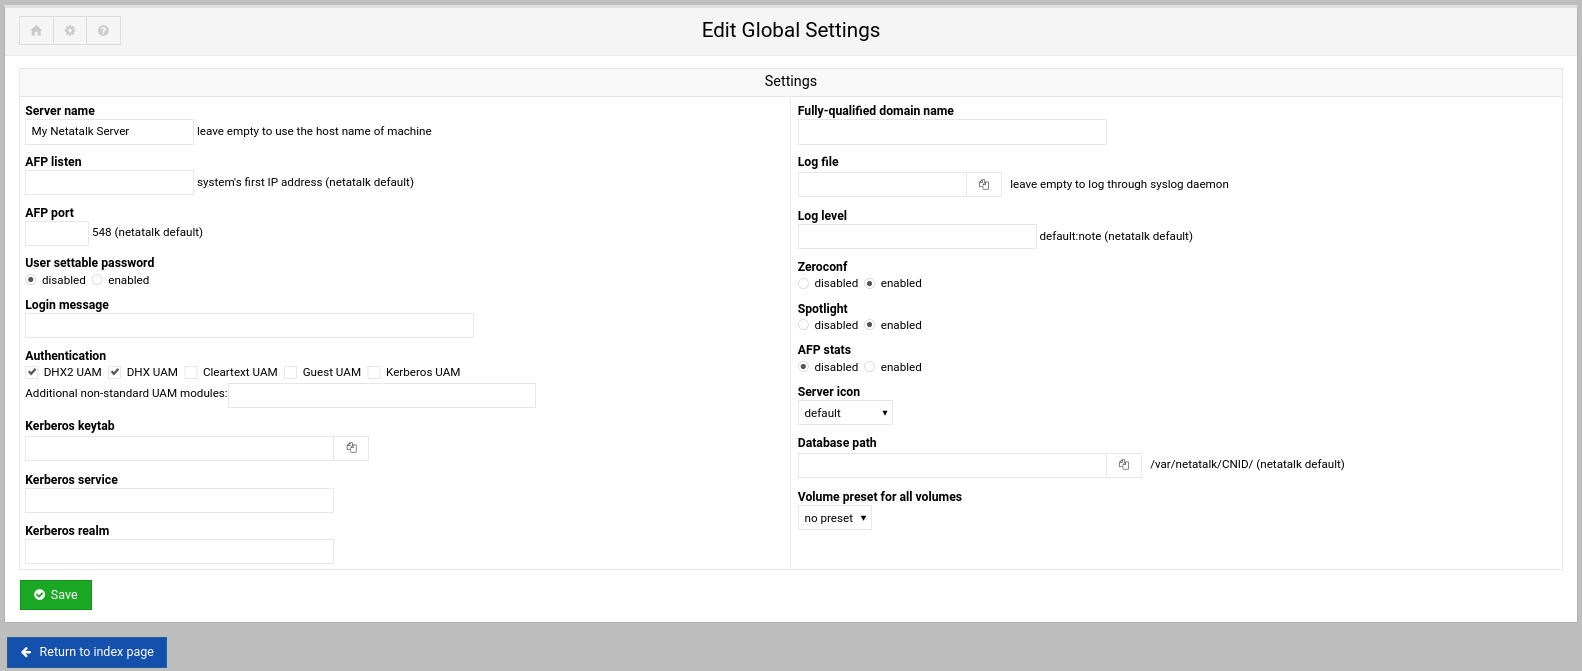 Edit Global Settings
Settings
Server name
My Netatalk Server leave empty to use the host name of machine
AFP listen
system's first IP address (netatalk default)
AFP port
548 (netatalk default)
User settable password
disabled enabled
Login message
Authentication
DHX2 UAM DHX UAM Cleartext UAM Guest UAM Kerberos UAM
Additional non-standard UAM modules:
Kerberos keytab
Kerberos service
Kerberos realm
Fully-qualified domain name
Log file
leave empty to log through syslog daemon
Log level
default:note (netatalk default)
Zeroconf
disabled enabled
Spotlight
disabled enabled
AFP stats
disabled enabled
Server icon
default
Database path
/var/netatalk/CNID/ (netatalk default)
Volume preset for all volumes
no preset
Save
Return to index page